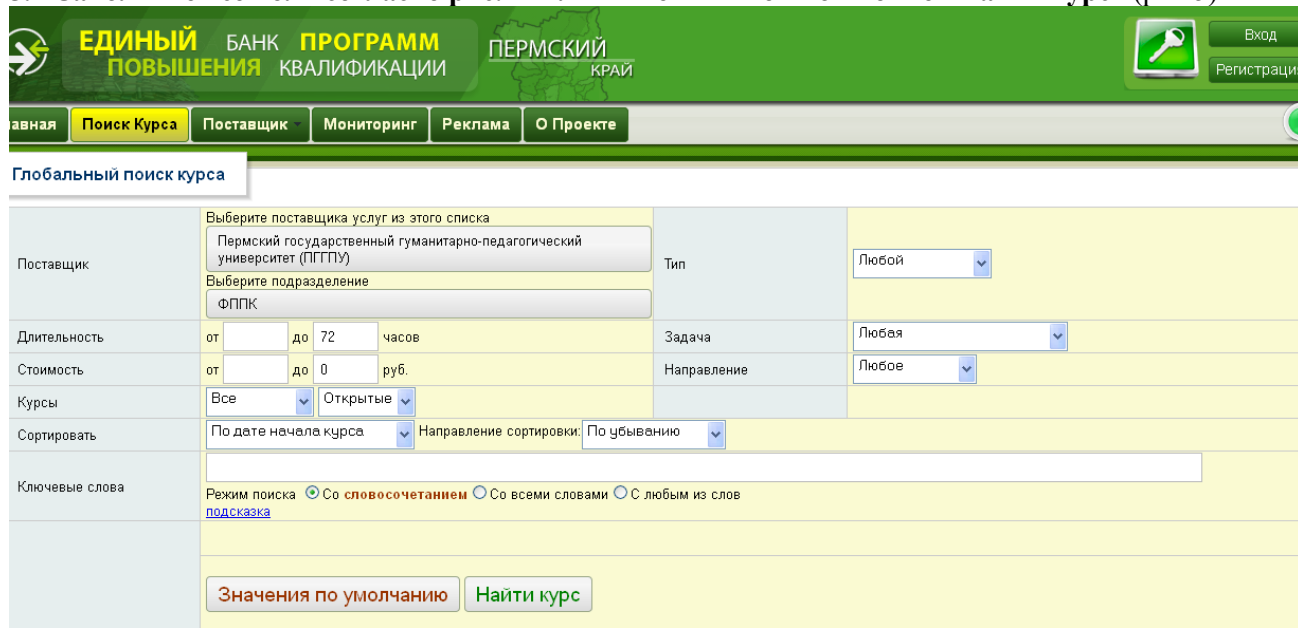 ЕДИНЫЙ БАНК ПРОГРАММ
ПОВЫШЕНИЯ КВАЛИФИКАЦИИ
ПЕРМСКИЙ
КРАЙ
Вход
Регистраци
лавная Поиск Курса Поставщик Мониторинг Реклама О Проекте
Глобальный поиск курса
Поставщик
Выберите поставщика услуг из этого списка
Пермский государственный гуманитарно-педагогический
университет (ПГГПУ)
Выберите подразделение
ФППК
Тип Любой
Длительность от до 72 часов Задача Любая
Стоимость от до 0 руб. Направление Любое
Курсы Все Открытые
Сортировать По дате начала курса Направление сортировки: По убыванию
Ключевые слова
Режим поиска Со словосочетанием Со всеми словами С любым из слов
подсказка
Значения по умолчанию Найти курс